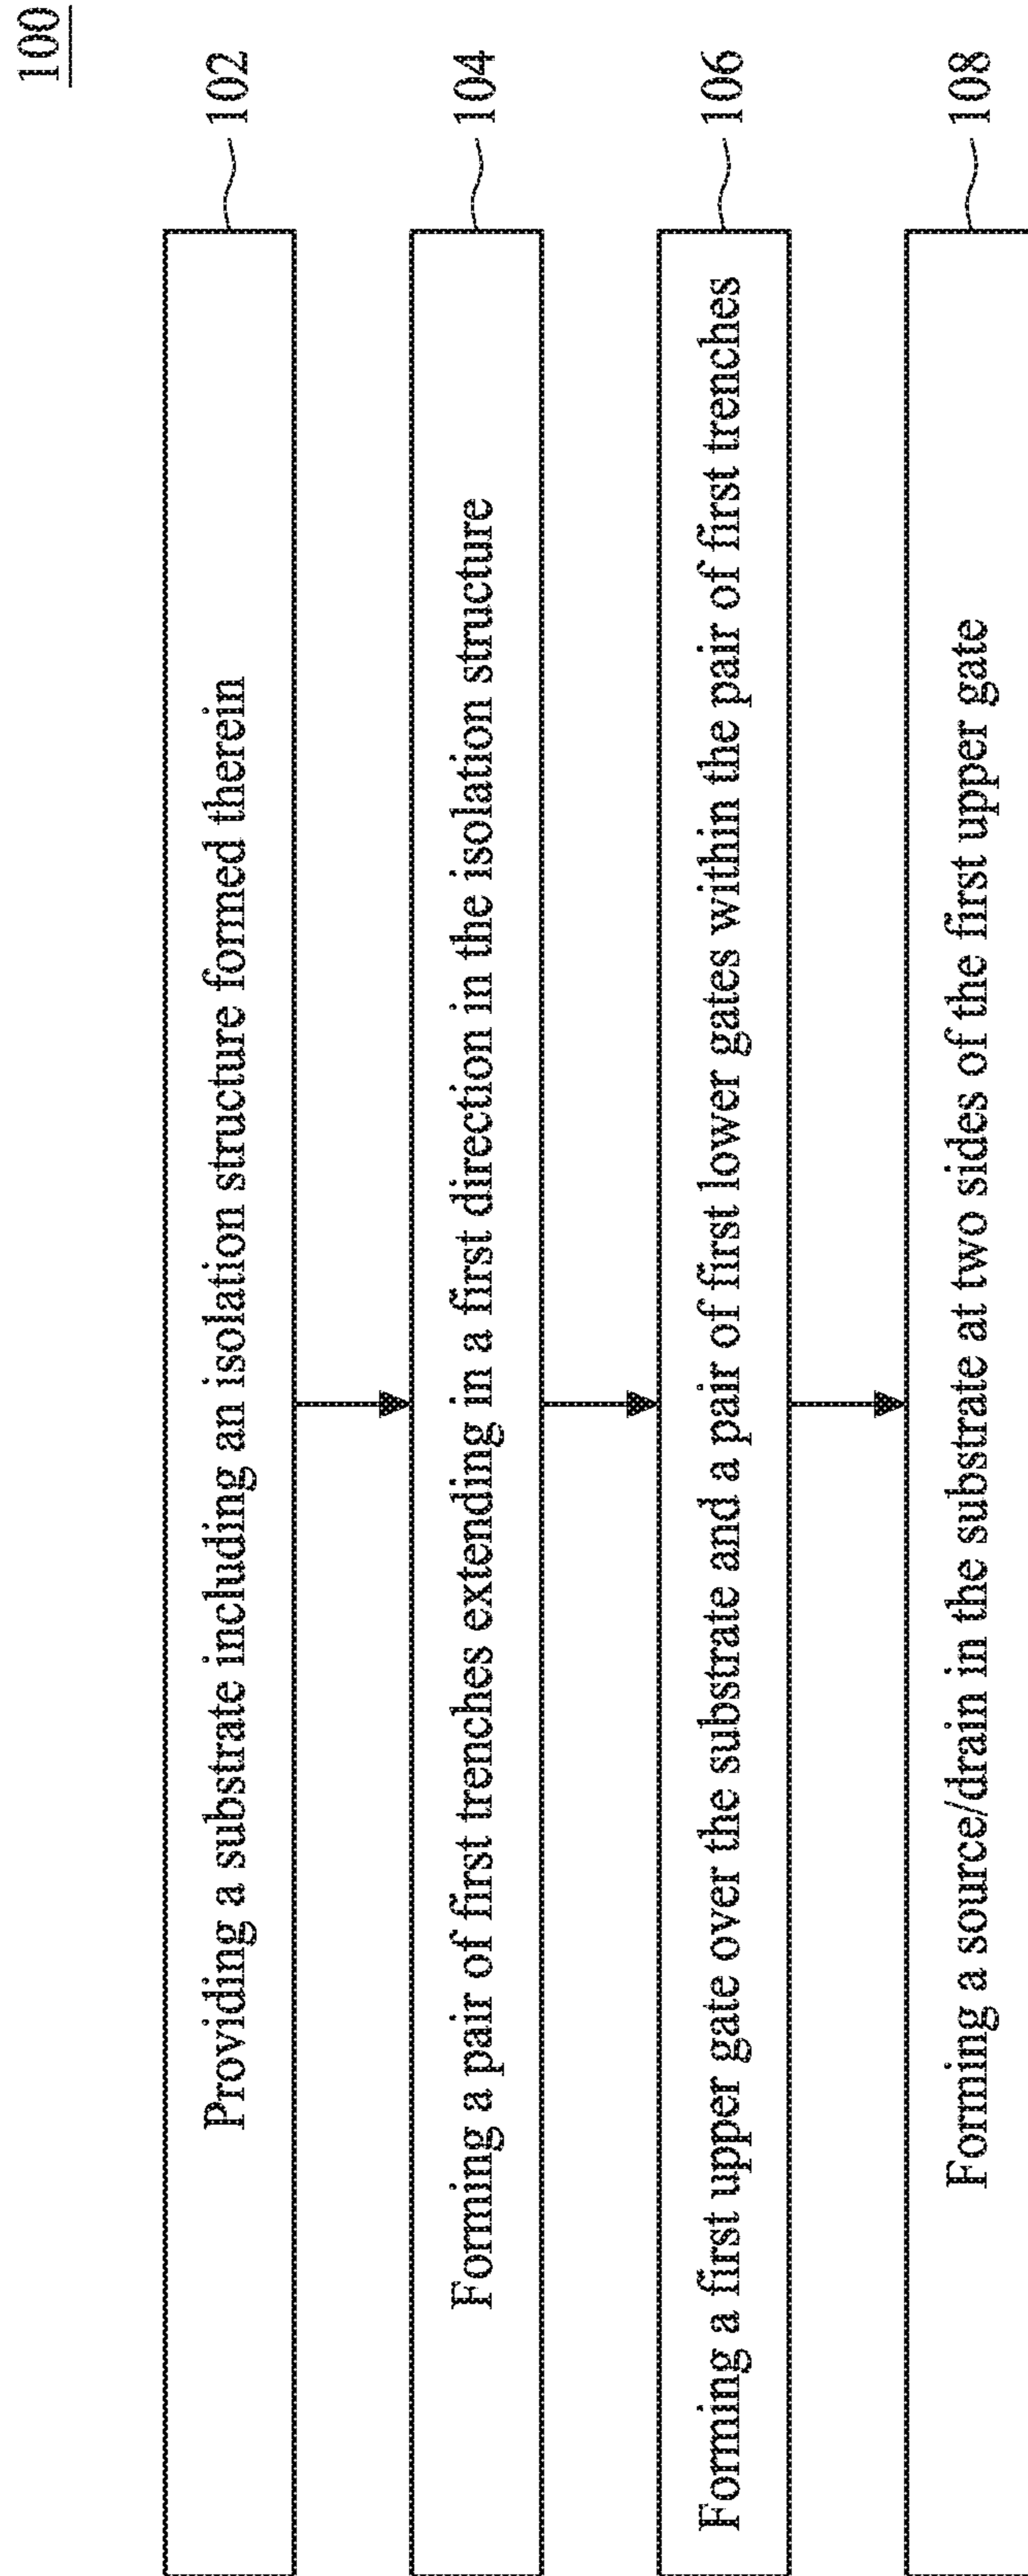 100
Providing a substrate including an isolation structure formed therein
102
Forming a pair of first trenches extending in a first direction in the isolation structure
104
Forming a first upper gate over the substrate and a pair of first lower gates within the pair of first trenches
106
Forming a source/drain in the substrate at two sides of the first upper gate
108